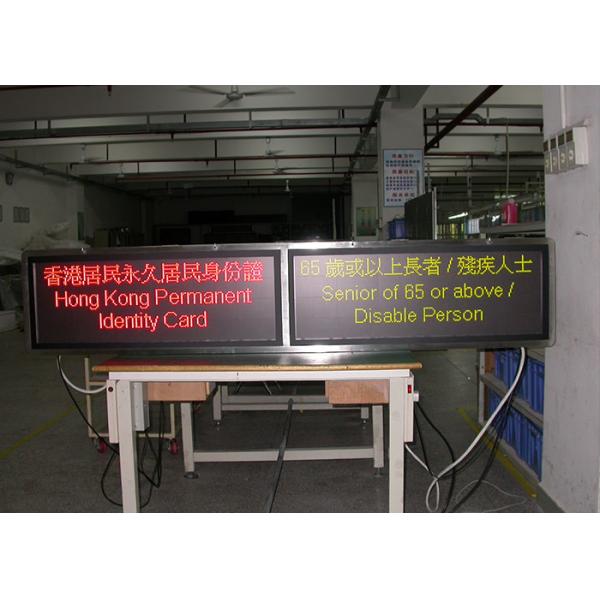 香港居民永久居民身份證
Hong Kong Permanent
Identity Card
65 歲或以上長者 / 殘疾人士
Senior of 65 or above /
Disable Person